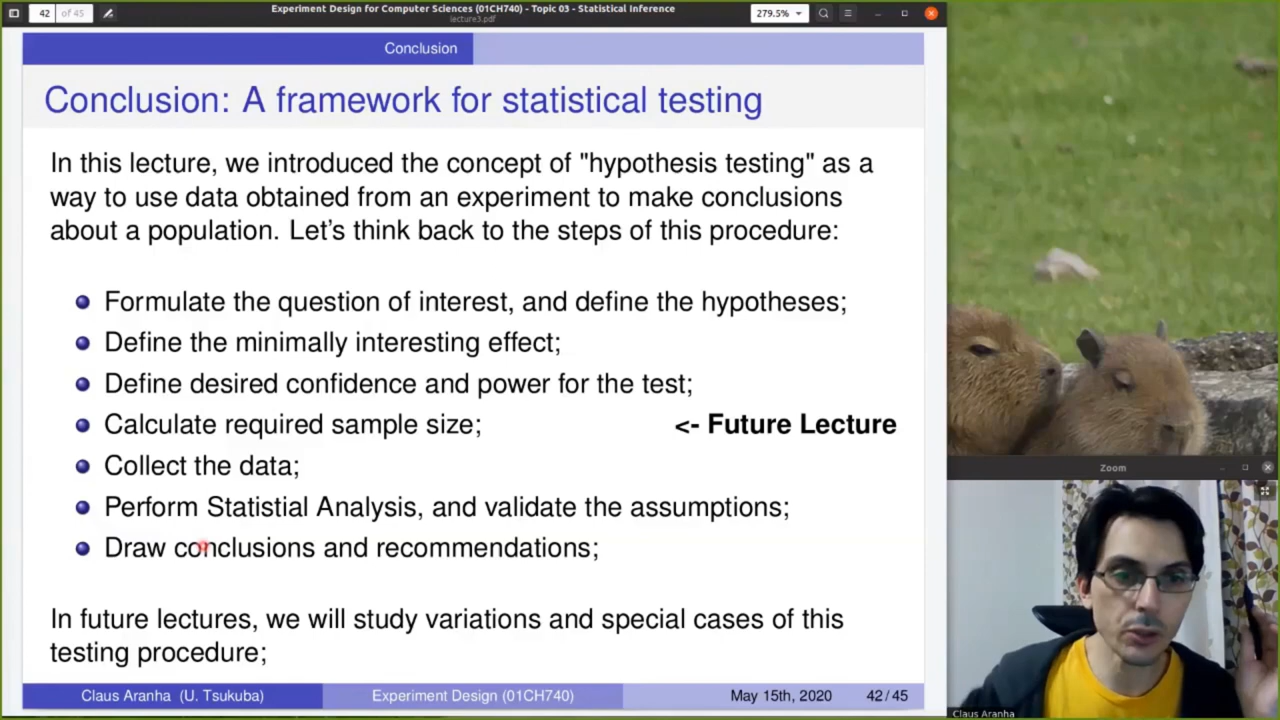 42 of 45
Experiment Design for Computer Sciences (01CH740) - Topic 03 - Statistical Inference
lecture3.pdf
279.5%
Conclusion
Conclusion: A framework for statistical testing
In this lecture, we introduced the concept of "hypothesis testing" as a
way to use data obtained from an experiment to make conclusions
about a population. Let's think back to the steps of this procedure:
Formulate the question of interest, and define the hypotheses;
Define the minimally interesting effect;
Define desired confidence and power for the test;
Calculate required sample size; <- Future Lecture
Collect the data;
Perform Statistial Analysis, and validate the assumptions;
Draw conclusions and recommendations;
In future lectures, we will study variations and special cases of this
testing procedure;
Claus Aranha (U. Tsukuba) Experiment Design (01CH740) May 15th, 2020 42/45
Zoom
Claus Aranha